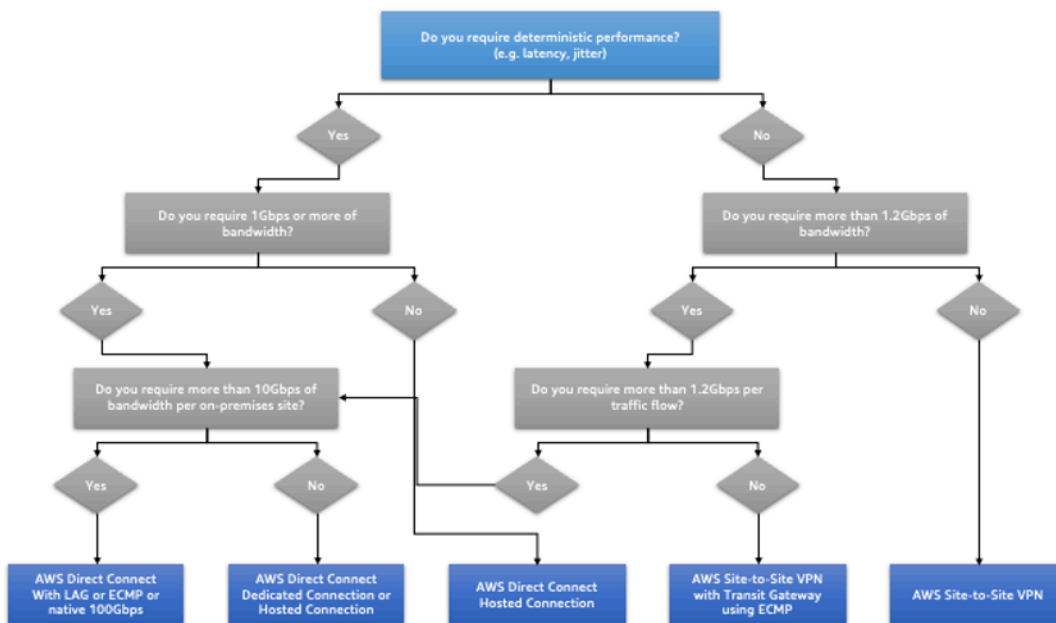 Do you require deterministic performance?
(e.g. latency, jitter)
Yes
No
Do you require 1Gbps or more of
bandwidth?
Do you require more than 1.2Gbps of
bandwidth?
Yes
No
Yes
No
Do you require more than 10Gbps of
bandwidth per on-premises site?
Do you require more than 1.2Gbps per
traffic flow?
Yes
No
Yes
No
AWS Direct Connect
With LAG or ECMP or
native 100Gbps
AWS Direct Connect
Dedicated Connection or
Hosted Connection
AWS Direct Connect
Hosted Connection
AWS Site-to-Site VPN
with Transit Gateway
using ECMP
AWS Site-to-Site VPN